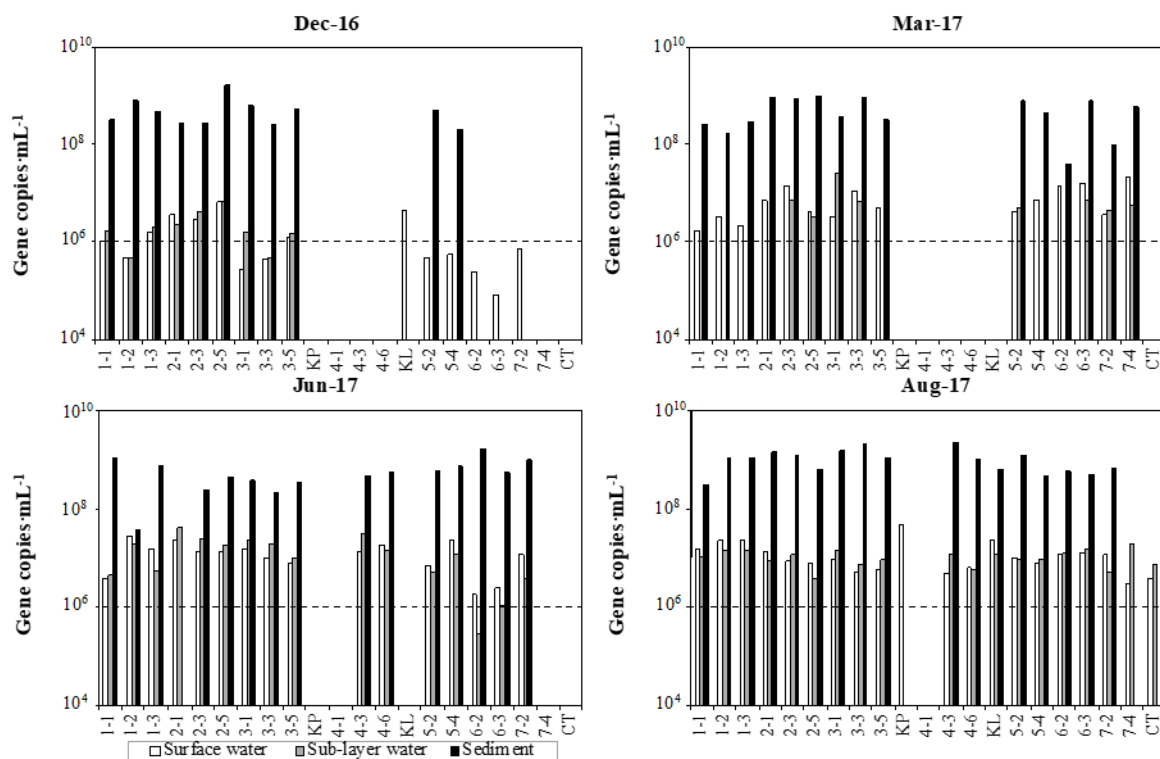 Dec-16
Gene copies·mL-1
10^10
10^8
10^6
10^4
1-1 1-2 1-3 2-1 2-3 2-5 3-1 3-3 3-5 KP 4-1 4-3 4-6 KL 5-2 5-4 6-2 6-3 7-2 7-4 CT
Mar-17
Gene copies·mL-1
10^10
10^8
10^6
10^4
1-1 1-2 1-3 2-1 2-3 2-5 3-1 3-3 3-5 KP 4-1 4-3 4-6 KL 5-2 5-4 6-2 6-3 7-2 7-4 CT
Jun-17
Gene copies·mL-1
10^10
10^8
10^6
10^4
1-1 1-2 1-3 2-1 2-3 2-5 3-1 3-3 3-5 KP 4-1 4-3 4-6 KL 5-2 5-4 6-2 6-3 7-2 7-4 CT
Surface water Sub-layer water Sediment
Aug-17
Gene copies·mL-1
10^10
10^8
10^6
10^4
1-1 1-2 1-3 2-1 2-3 2-5 3-1 3-3 3-5 KP 4-1 4-3 4-6 KL 5-2 5-4 6-2 6-3 7-2 7-4 CT